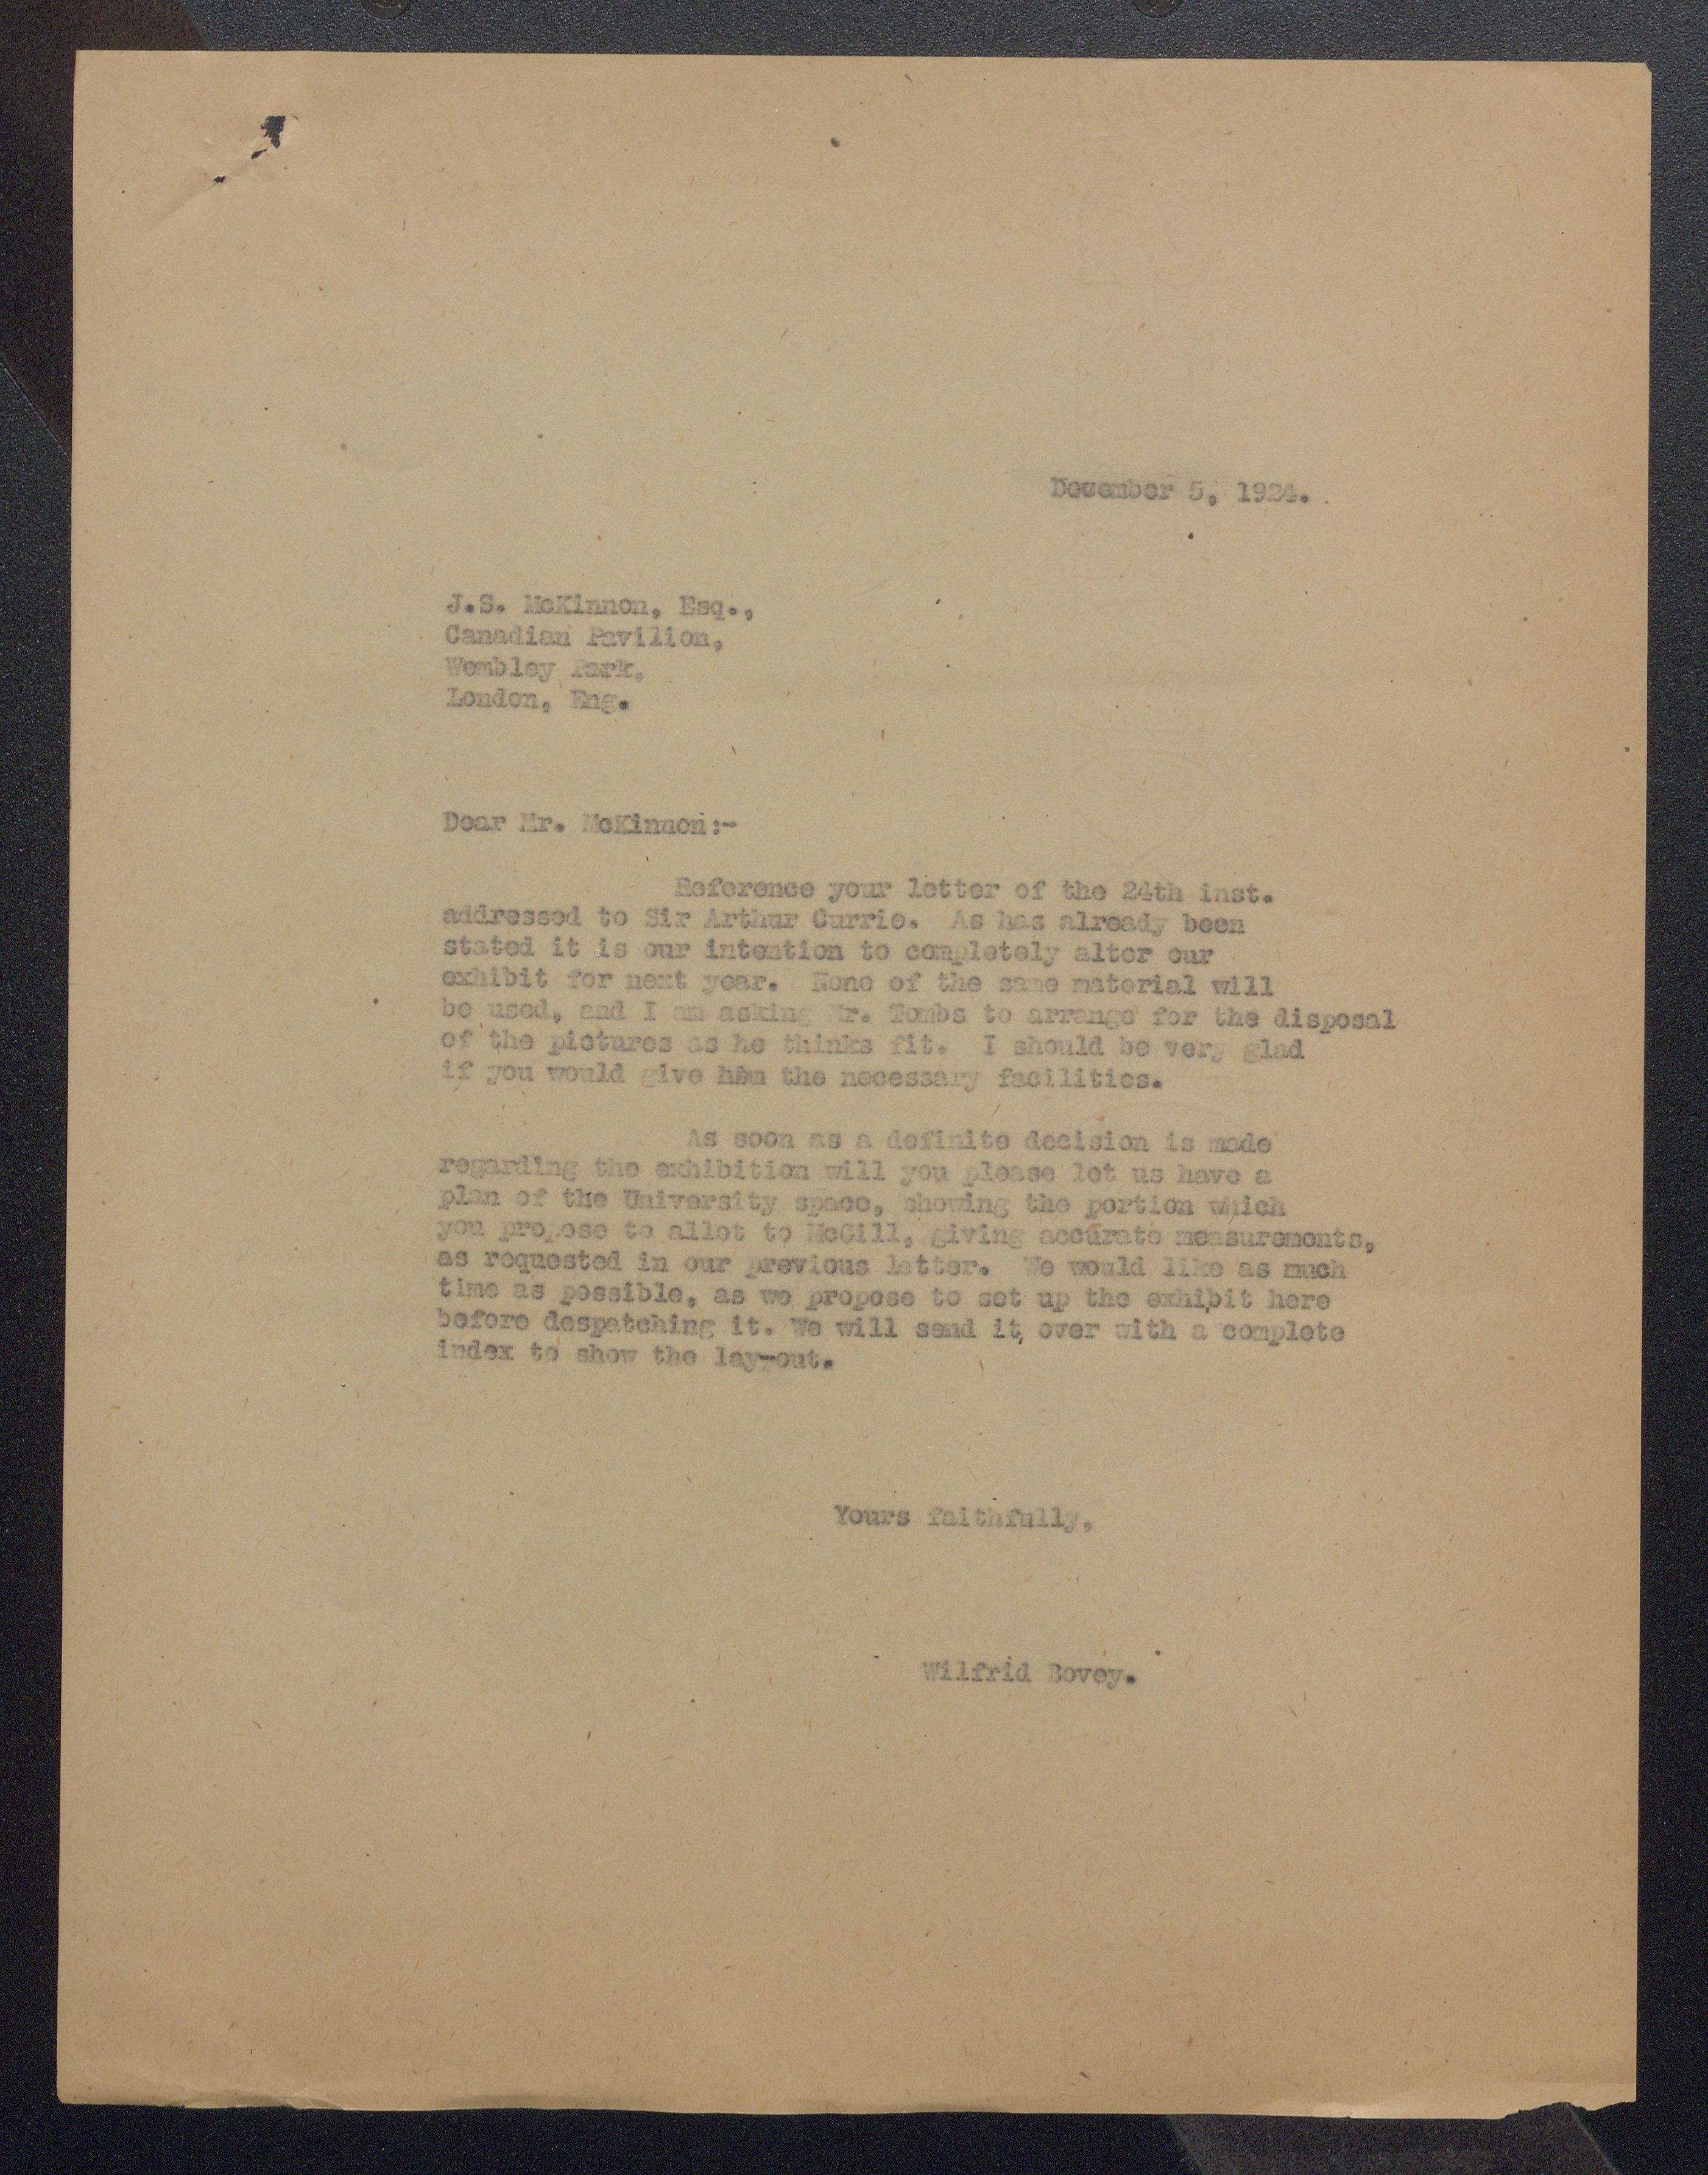 December 5, 1924.
J.S. McKinnon, Esq.,
Canadian Pavilion,
Wembley Park,
London, Eng.
Dear Mr. McKinnon:-
Reference your letter of the 24th inst.
addressed to Sir Arthur Currie. As has already been
stated it is our intention to completely alter our
exhibit for next year. None of the same material will
be used, and I am asking Mr. Tombs to arrange for the disposal
of the pictures as he thinks fit. I should be very glad
if you would give him the necessary facilities.
As soon as a definite decision is made
regarding the exhibition will you please let us have a
plan of the University space, showing the portion which
you propose to allot to McGill, giving accurate measurements,
as requested in our previous letter. We would like as much
time as possible, as we propose to set up the exhibit here
before despatching it. We will send it over with a complete
index to show the lay-out.
Yours faithfully,
Wilfrid Bovey.